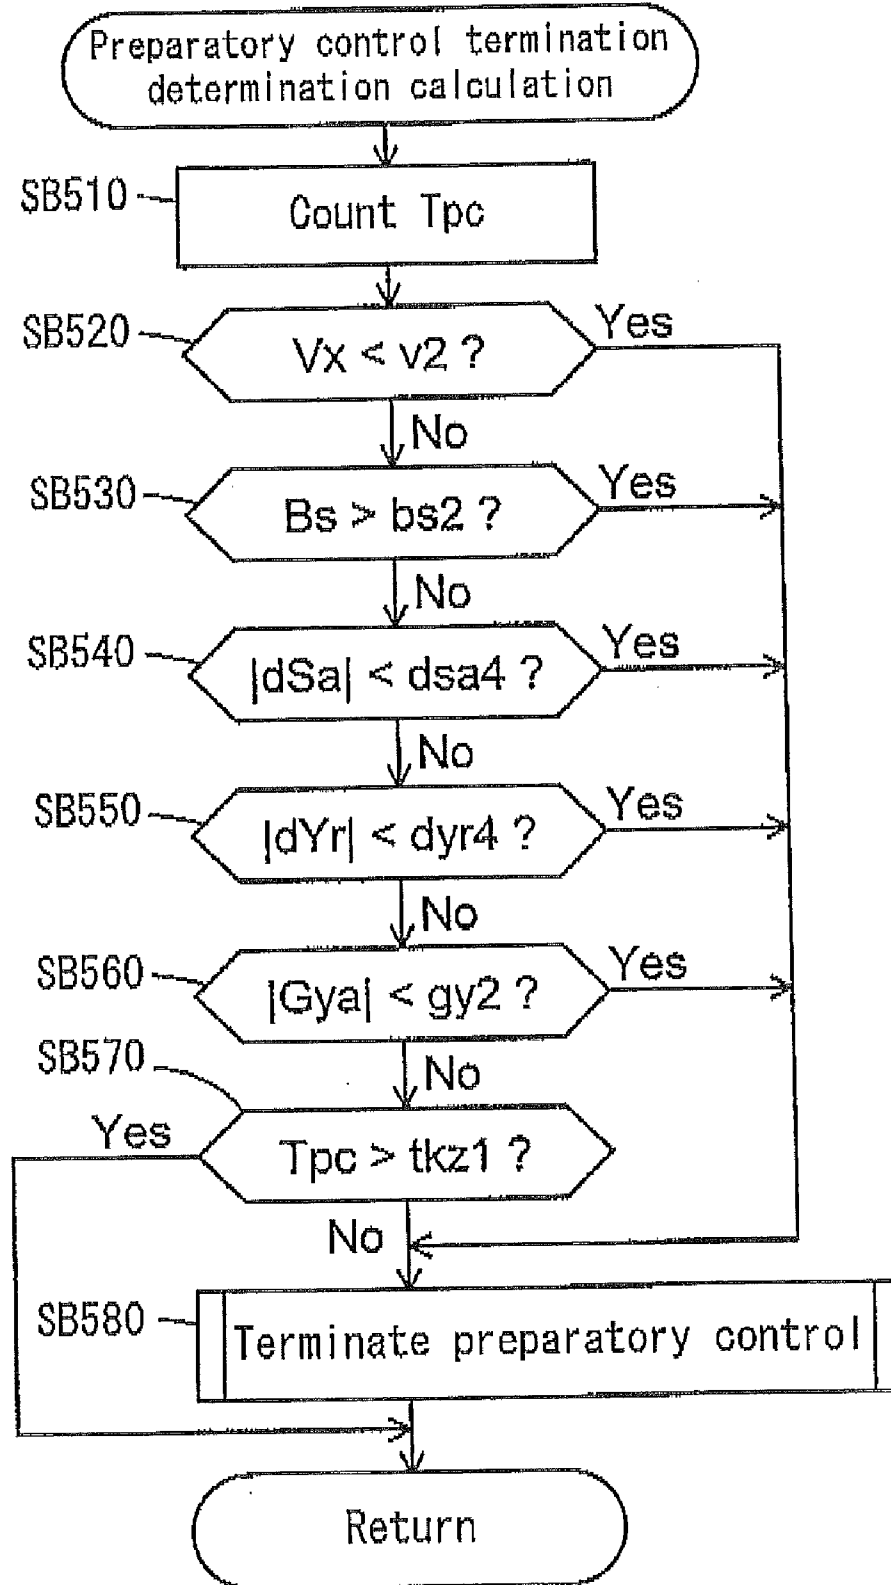 Preparatory control termination
determination calculation
SB510
Count Tpc
SB520
Vx < v2 ?
Yes
No
SB530
Bs > bs2 ?
Yes
No
SB540
|dSa| < dsa4 ?
Yes
No
SB550
|dYr| < dyr4 ?
Yes
No
SB560
|Gya| < gy2 ?
Yes
No
SB570
Yes
Tpc > tkz1 ?
No
SB580
Terminate preparatory control
Return